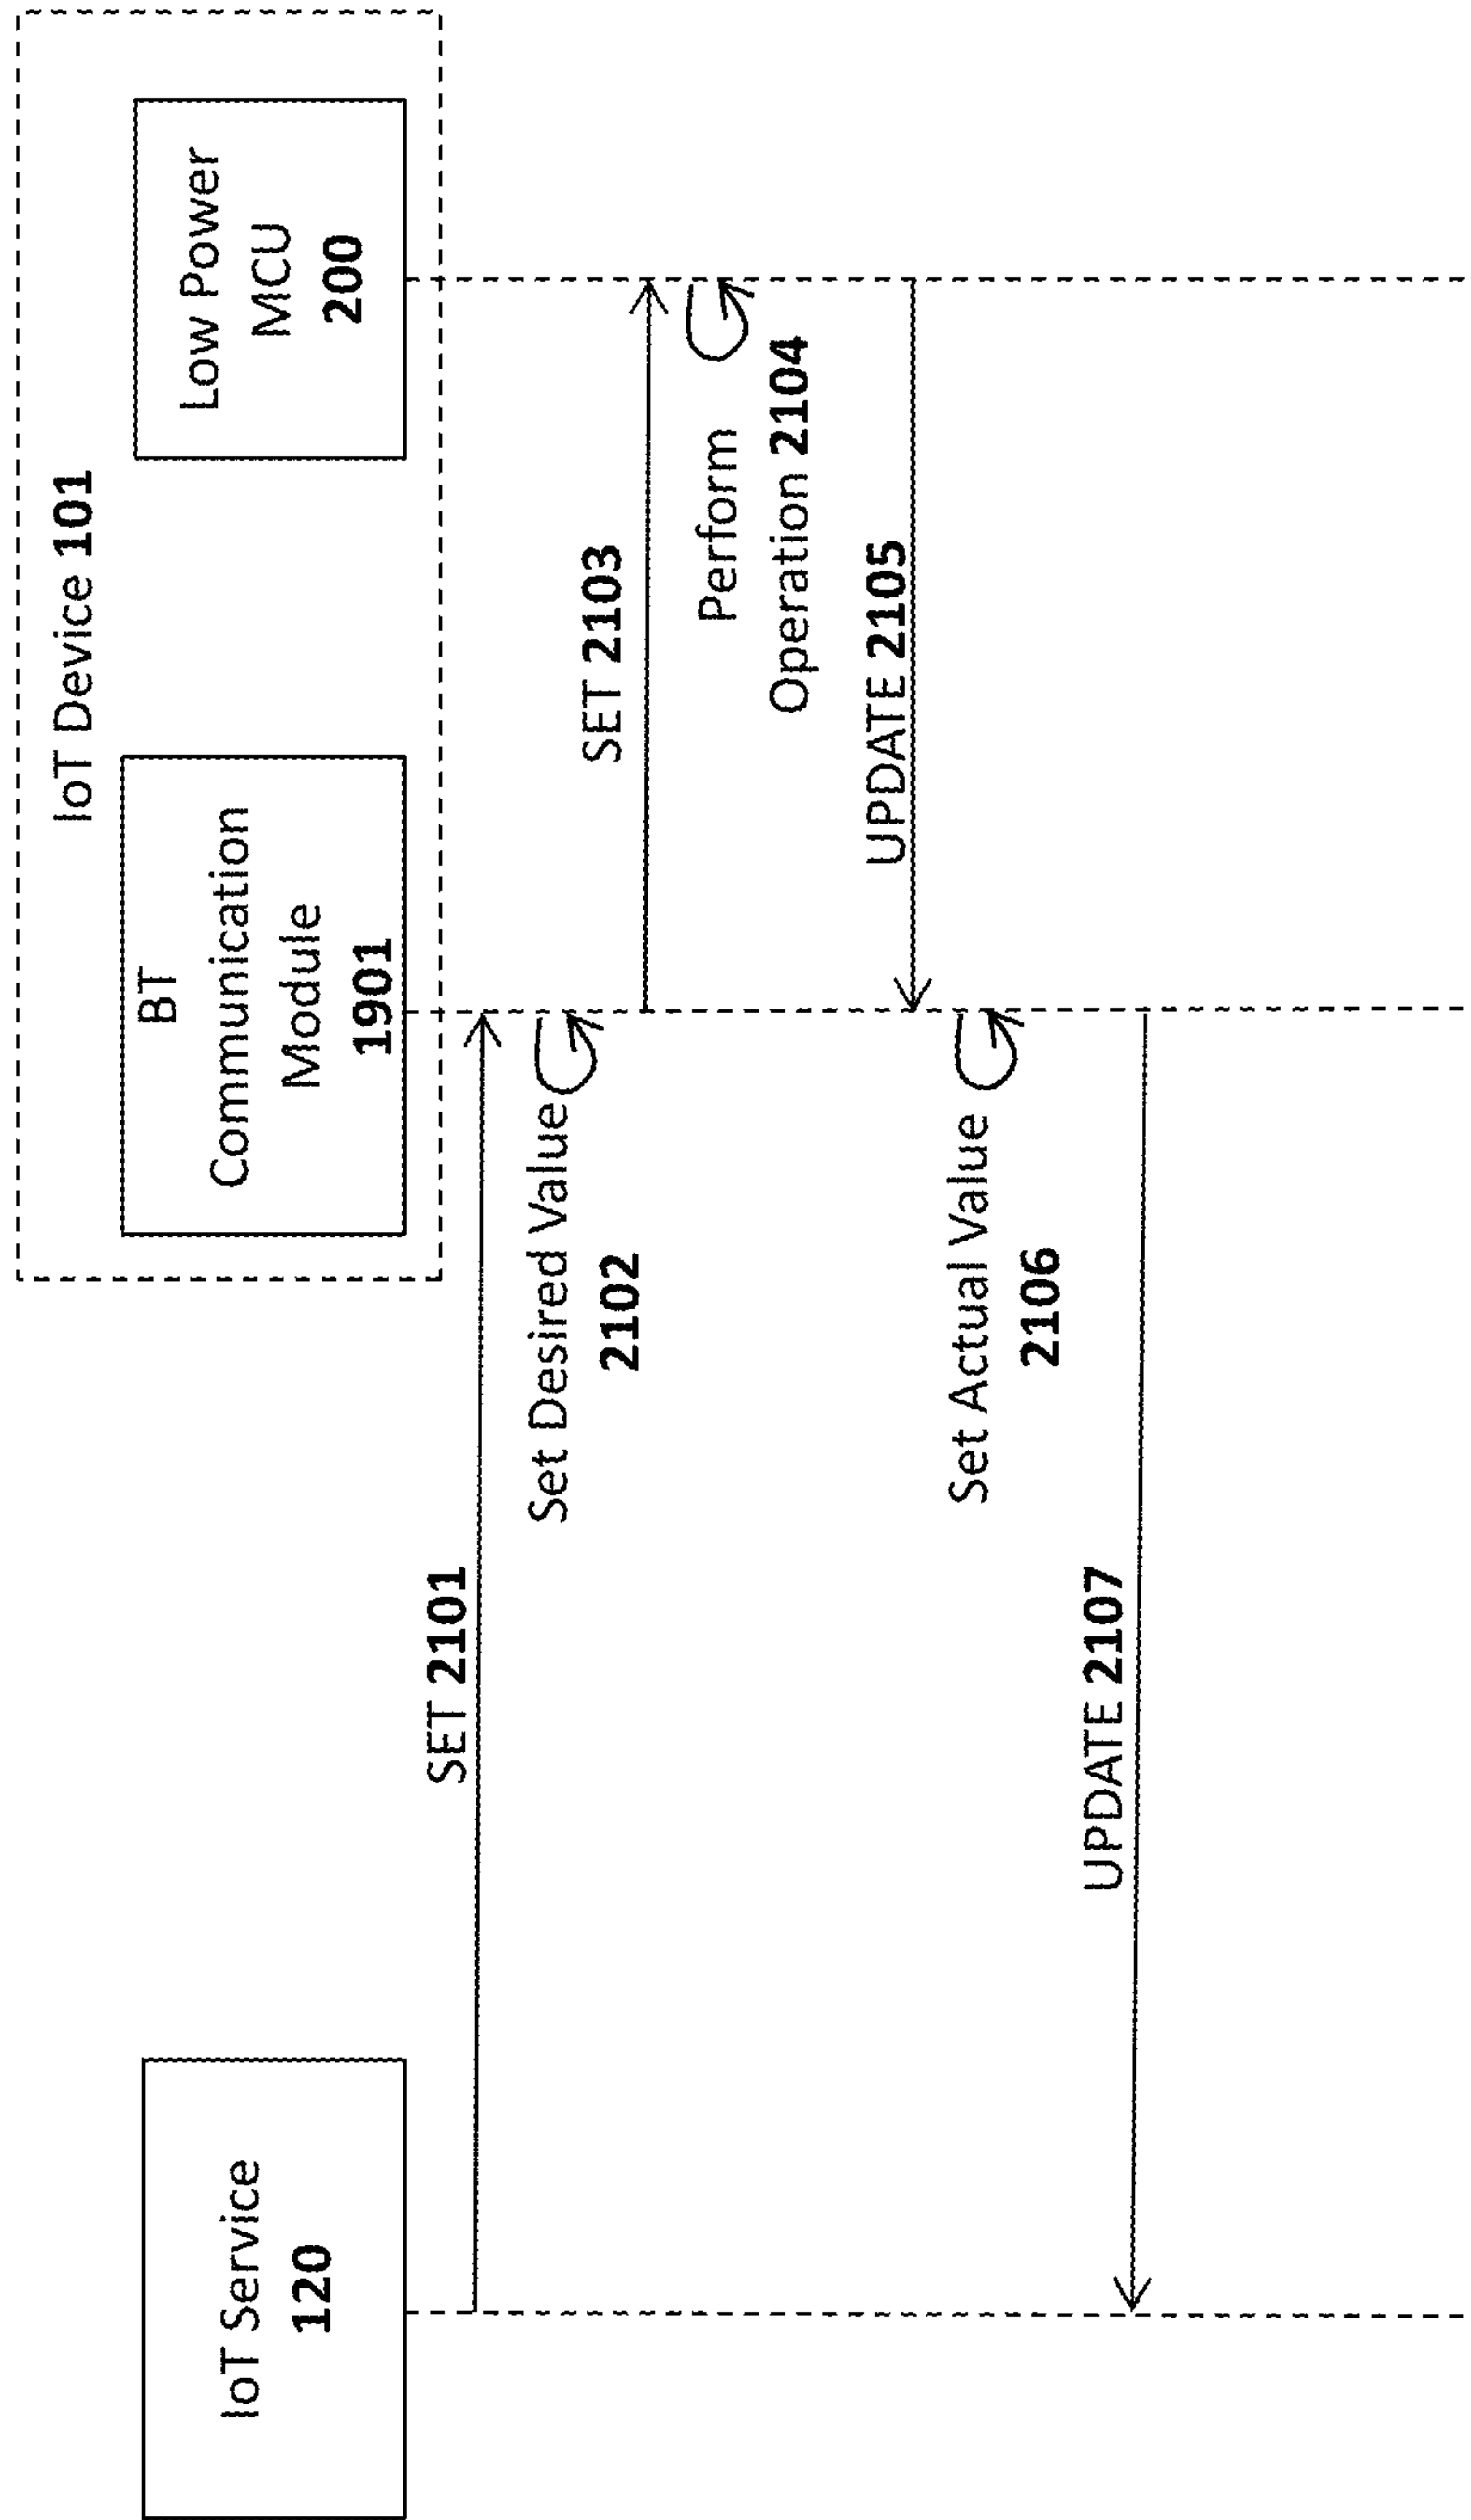 IoT Device 101
IoT Service
120
BT
Communication
Module
1901
Low Power
MCU
200
SET 2101
Set Desired Value
2102
SET 2103
Perform
Operation 2104
UPDATE 2105
Set Actual Value
2106
UPDATE 2107